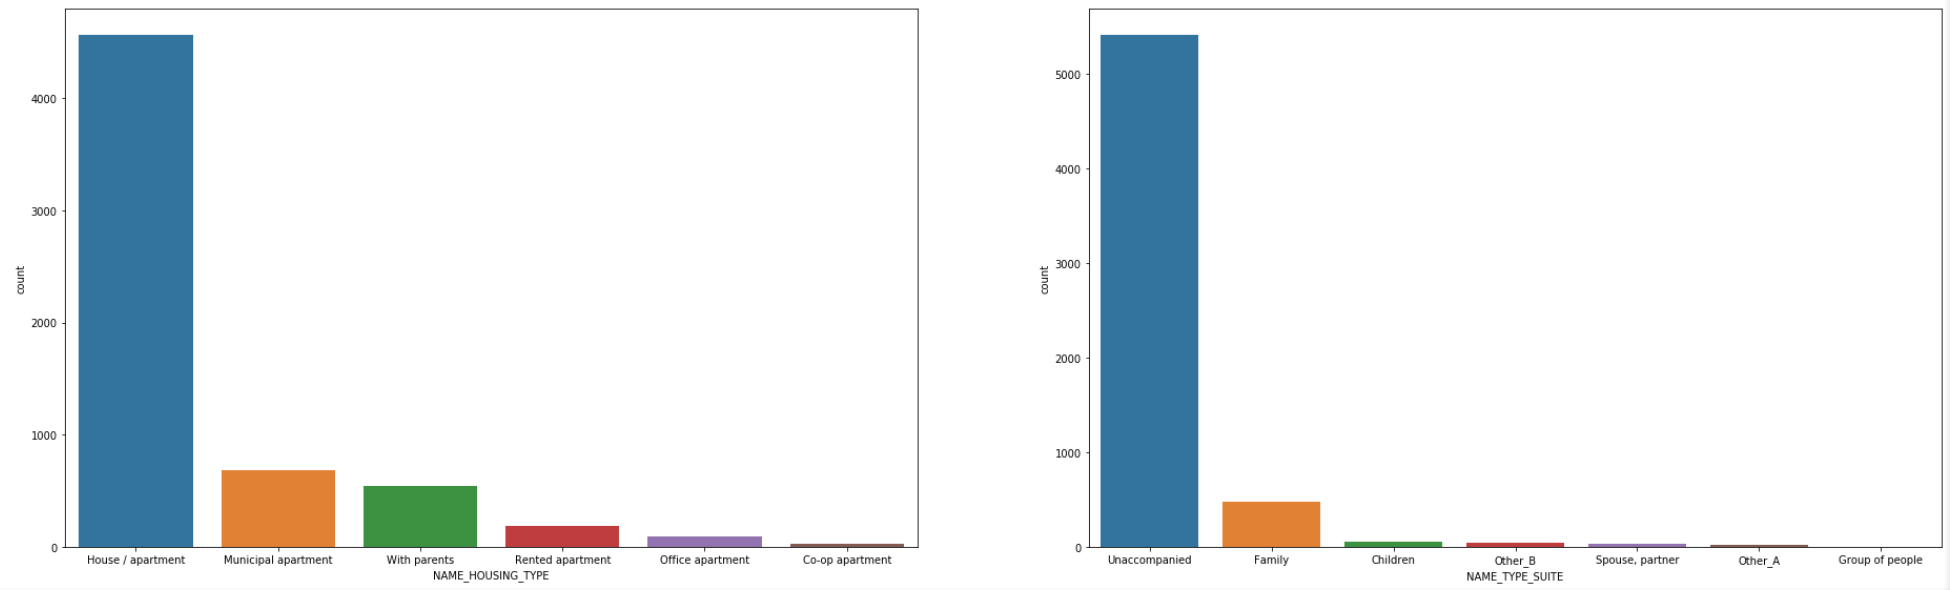 4000
3000
2000
1000
0
count
House / apartment Municipal apartment With parents Rented apartment Office apartment Co-op apartment
NAME_HOUSING_TYPE
5000
4000
3000
2000
1000
0
count
Unaccompanied Family Children Other_B Spouse, partner Other_A Group of people
NAME_TYPE_SUITE